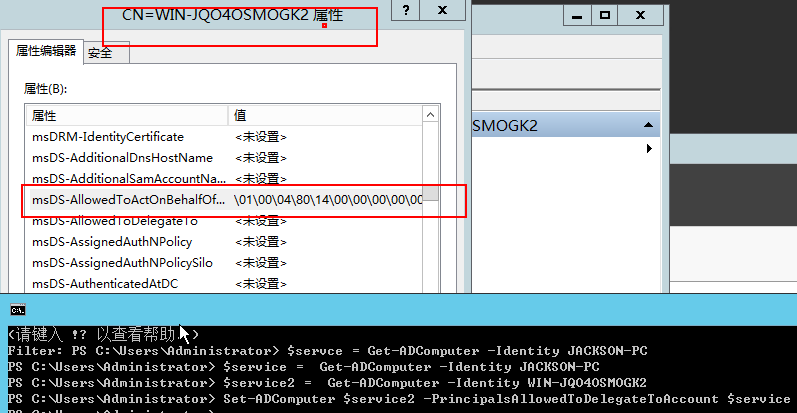 CN=WIN-JQO4OSMOGK2 属性
?
属性编辑器
安全
属性(B):
属性 值
msDRM-IdentityCertificate <未设置>
msDS-AdditionalDnsHostName <未设置>
msDS-AdditionalSamAccountNa... <未设置>
msDS-AllowedToActOnBehalfOf... \01\00\04\80\14\00\00\00\00\00
msDS-AllowedToDelegateTo <未设置>
msDS-AssignedAuthNPolicy <未设置>
msDS-AssignedAuthNPolicySilo <未设置>
msDS-AuthenticatedAtDC <未设置>
SMOGK2
C:\.
<请键入 !? 以查看帮助。>
Filter: PS C:\Users\Administrator> $servce = Get-ADComputer -Identity JACKSON-PC
PS C:\Users\Administrator> $service =  Get-ADComputer -Identity JACKSON-PC
PS C:\Users\Administrator> $service2 =  Get-ADComputer -Identity WIN-JQO4OSMOGK2
PS C:\Users\Administrator> Set-ADComputer $service2 -PrincipalsAllowedToDelegateToAccount $service
PS C:\Users\Administrator>